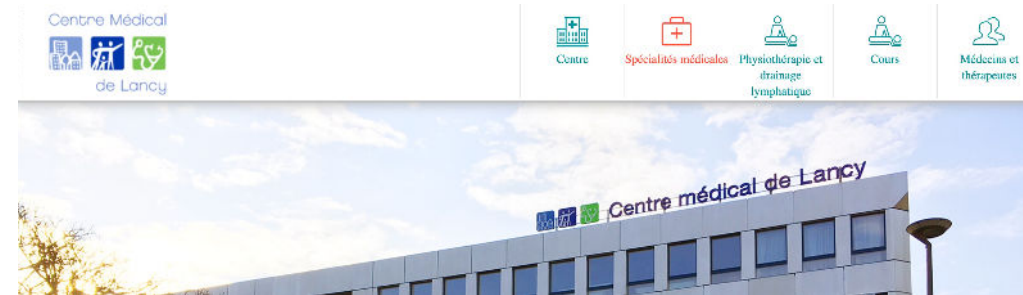 Centre Médical
de Lancy
Centre
Spécialités médicales
Physiothérapie et
drainage
lymphatique
Cours
Médecins et
thérapeutes
Centre médical de Lancy